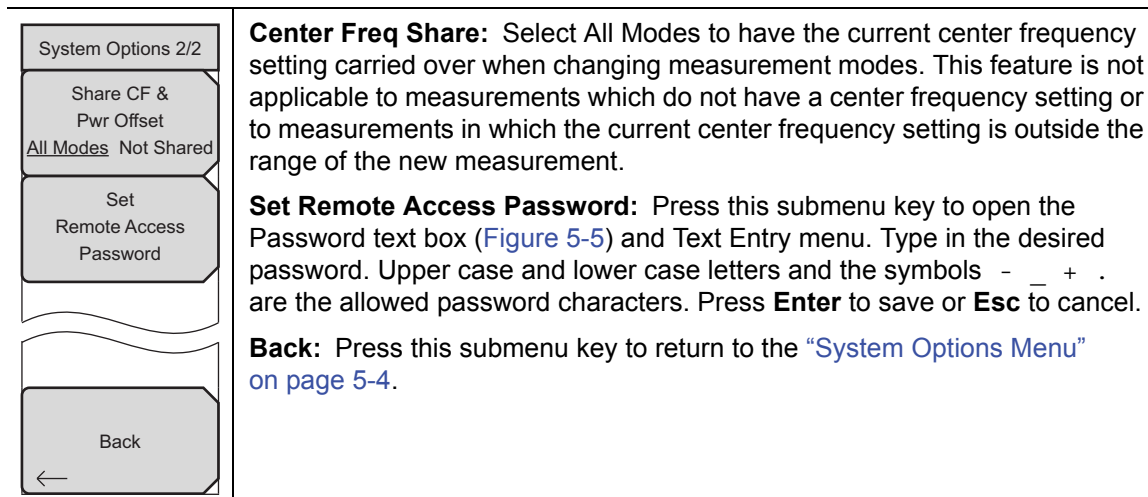 System Options 2/2
Share CF &
Pwr Offset
All Modes Not Shared
Set
Remote Access
Password
Back
Center Freq Share: Select All Modes to have the current center frequency
setting carried over when changing measurement modes. This feature is not
applicable to measurements which do not have a center frequency setting or
to measurements in which the current center frequency setting is outside the
range of the new measurement.
Set Remote Access Password: Press this submenu key to open the
Password text box (Figure 5-5) and Text Entry menu. Type in the desired
password. Upper case and lower case letters and the symbols - _ + .
are the allowed password characters. Press Enter to save or Esc to cancel.
Back: Press this submenu key to return to the “System Options Menu”
on page 5-4.